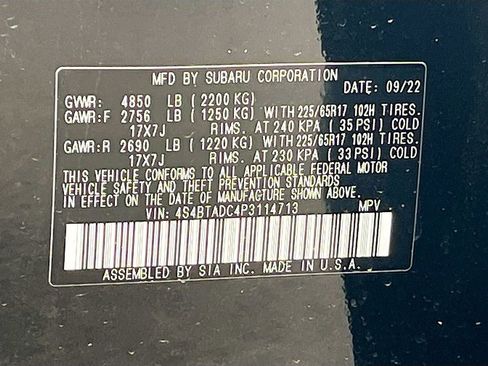 MFD BY SUBARU CORPORATION
DATE: 09/22
GVWR: 4850 LB ( 2200 KG)
GAWR:F 2756 LB ( 1250 KG) WITH 225/65R17 102H TIRES.
17X7J RIMS. AT 240 KPA ( 35 PSI) COLD
GAWR:R 2690 LB ( 1220 KG) WITH 225/65R17 102H TIRES.
17X7J RIMS. AT 230 KPA ( 33 PSI) COLD
THIS VEHICLE CONFORMS TO ALL APPLICABLE FEDERAL MOTOR
VEHICLE SAFETY AND THEFT PREVENTION STANDARDS
IN EFFECT ON THE DATE OF MANUFACTURE SHOWN ABOVE.
VIN: 4S4BTADC4P3114713 MPV
ASSEMBLED BY SIA INC. MADE IN U.S.A.